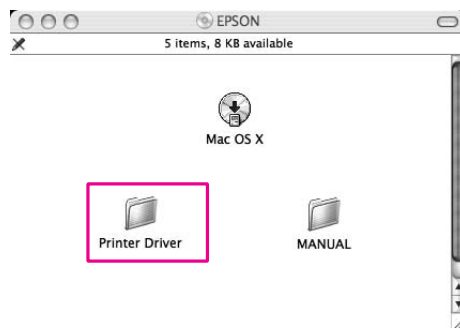 EPSON
5 items, 8 KB available
Mac OS X
Printer Driver
MANUAL